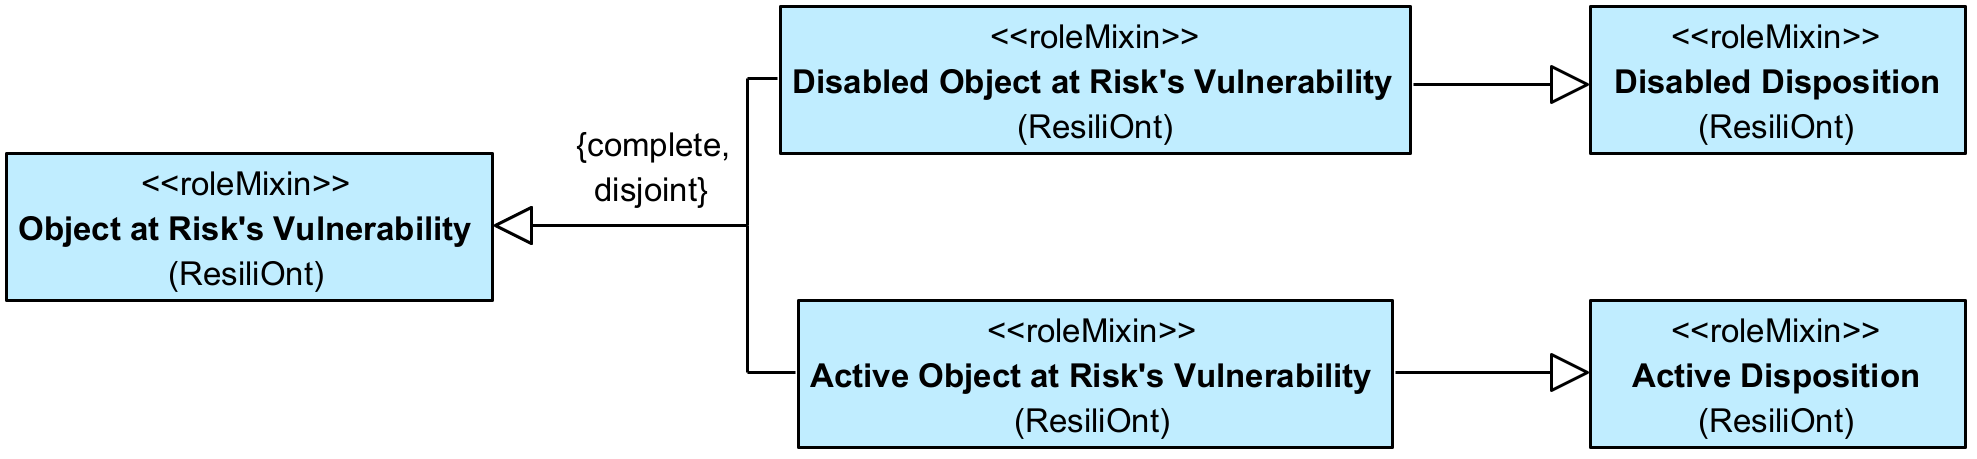 <<roleMixin>>
Disabled Object at Risk's Vulnerability
(ResiliOnt)
<<roleMixin>>
Disabled Disposition
(ResiliOnt)
{complete,
disjoint}
<<roleMixin>>
Object at Risk's Vulnerability
(ResiliOnt)
<<roleMixin>>
Active Object at Risk's Vulnerability
(ResiliOnt)
<<roleMixin>>
Active Disposition
(ResiliOnt)